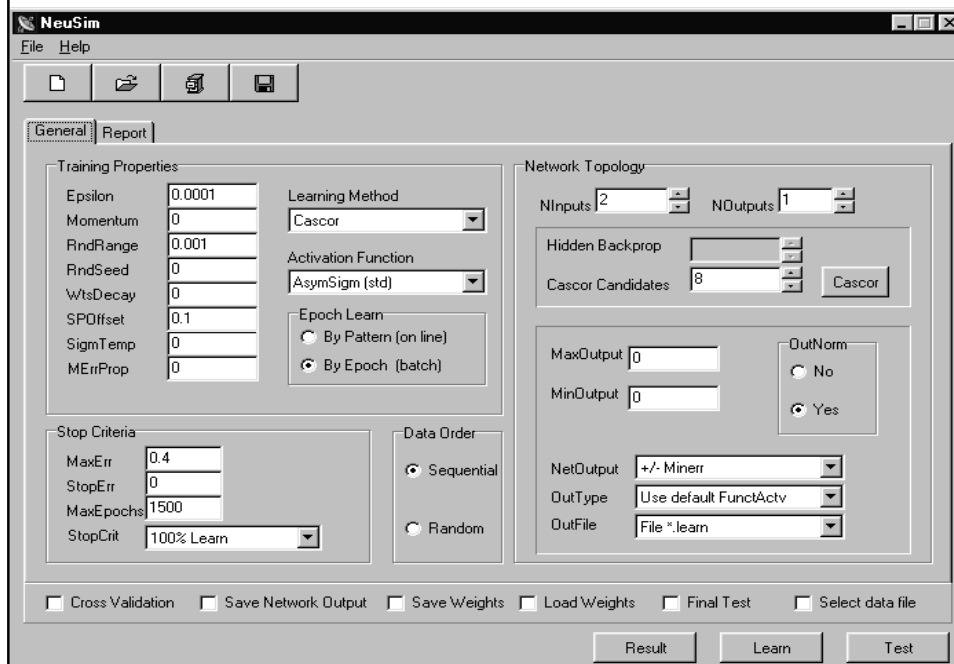 NeuSim
File Help
General Report
Training Properties
Epsilon 0.0001
Momentum 0
RndRange 0.001
RndSeed 0
WtsDecay 0
SPOffset 0.1
SigmTemp 0
MErrProp 0
Learning Method
Cascor
Activation Function
AsymSigm (std)
Epoch Learn
By Pattern (on line)
By Epoch (batch)
Stop Criteria
MaxErr 0.4
StopErr 0
MaxEpochs 1500
StopCrit 100% Learn
Data Order
Sequential
Random
Network Topology
NInputs 2 NOutputs 1
Hidden Backprop
Cascor Candidates 8 Cascor
MaxOutput 0
MinOutput 0
OutNorm
No
Yes
NetOutput +/- Minerr
OutType Use default FunctActv
OutFile File *.learn
Cross Validation Save Network Output Save Weights Load Weights Final Test Select data file
Result Learn Test